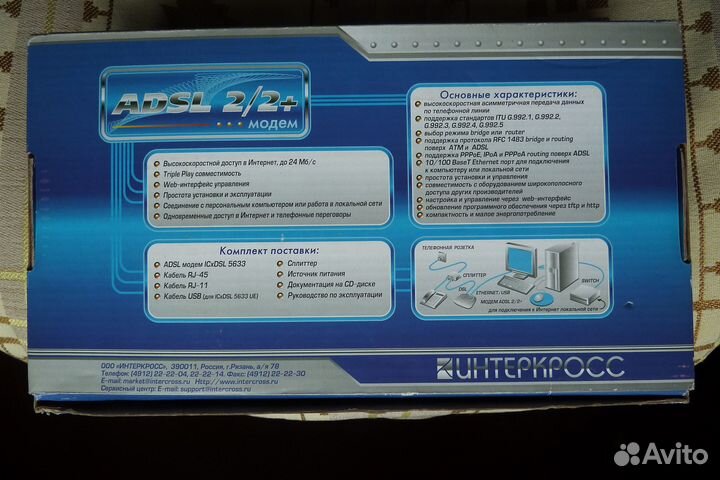 ADSL 2/2+
модем
Высокоскоростной доступ в Интернет, до 24 Мб/с
Triple Play совместимость
Web-интерфейс управления
Простота установки и эксплуатации
Соединение с персональным компьютером или работа в локальной сети
Одновременные доступ в Интернет и телефонные переговоры
Комплект поставки:
ADSL модем ICxDSL 5633
Кабель RJ-45
Кабель RJ-11
Кабель USB (для ICxDSL 5633 UE)
Сплиттер
Источник питания
Документация на CD-диске
Руководство по эксплуатации
Основные характеристики:
высокоскоростная асимметричная передача данных
по телефонной линии
поддержка стандартов ITU G.992.1, G.992.2,
G.992.3, G.992.4, G.992.5
выбор режима bridge или router
поддержка протокола RFC 1483 bridge и routing
поверх ATM и ADSL
поддержка PPPoE, IPoA и PPPoA routing поверх ADSL
10/100 BaseT Ethernet порт для подключения
к компьютеру или локальной сети
простота установки и управления
совместимость с оборудованием широкополосного
доступа других производителей
настройка и управление через web-интерфейс
обновление программного обеспечения через tftp и http
компактность и малое энергопотребление
ТЕЛЕФОННАЯ РОЗЕТКА
СПЛИТТЕР
DSL
ETHERNET/USB
SWITCH
МОДЕМ ADSL 2/2+
для подключения к Интернет локальной сети
ООО «ИНТЕРКРОСС», 390011, Россия, г.Рязань, а/я 78
Телефон: (4912) 22-22-04, 22-22-14. Факс: (4912) 22-22-30
E-mail: market@intercross.ru Http://www.intercross.ru
Сервисный центр: E-mail: support@intercross.ru
ИНТЕРКРОСС
Avito